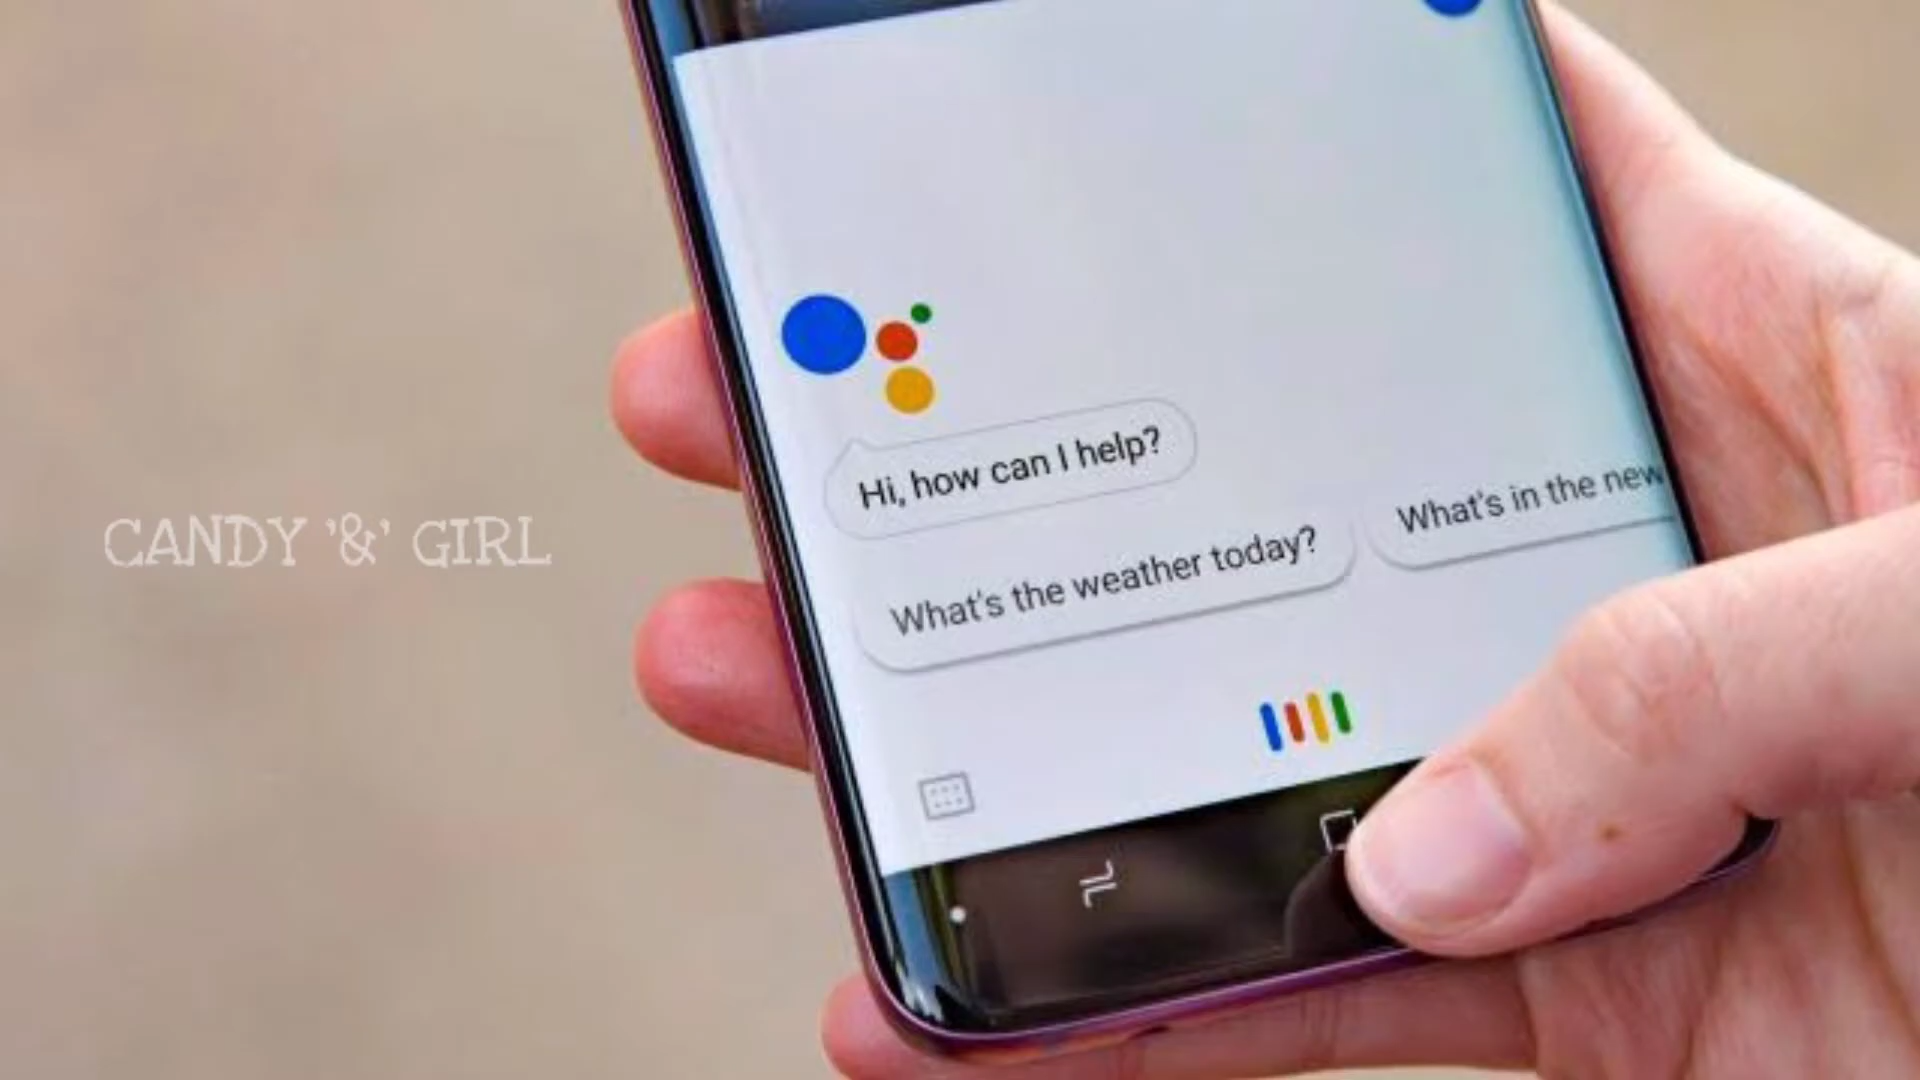 Hi, how can I help?
What's the weather today?
What's in the new
CANDY '&' GIRL